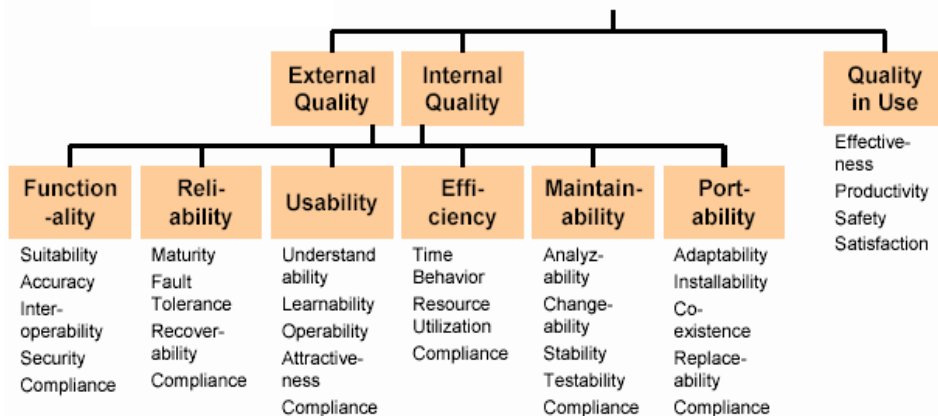 External
Quality
Internal
Quality
Quality
in Use
Effective-
ness
Productivity
Safety
Satisfaction
Function
-ality
Suitability
Accuracy
Inter-
operability
Security
Compliance
Reli-
ability
Maturity
Fault
Tolerance
Recover-
ability
Compliance
Usability
Understand
ability
Learnability
Operability
Attractive-
ness
Compliance
Effi-
ciency
Time
Behavior
Resource
Utilization
Compliance
Maintain-
ability
Analyz-
ability
Change-
ability
Stability
Testability
Compliance
Port-
ability
Adaptability
Installability
Co-
existence
Replace-
ability
Compliance